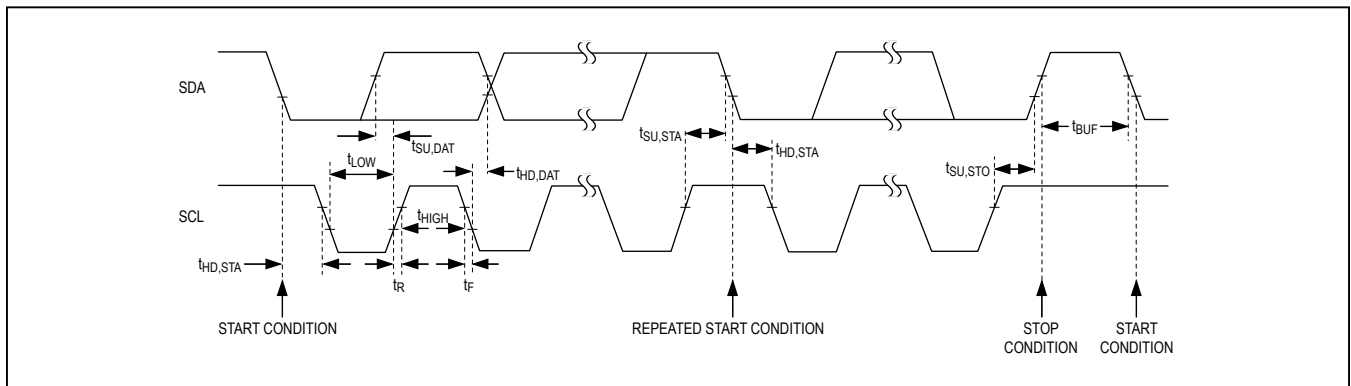 SDA
tSU,STA
tBUF
tSU,DAT
tHD,STA
tLOW
tHD,DAT
tSU,STO
SCL
tHIGH
tHD,STA
tR
tF
START CONDITION
REPEATED START CONDITION
STOP
CONDITION
START
CONDITION